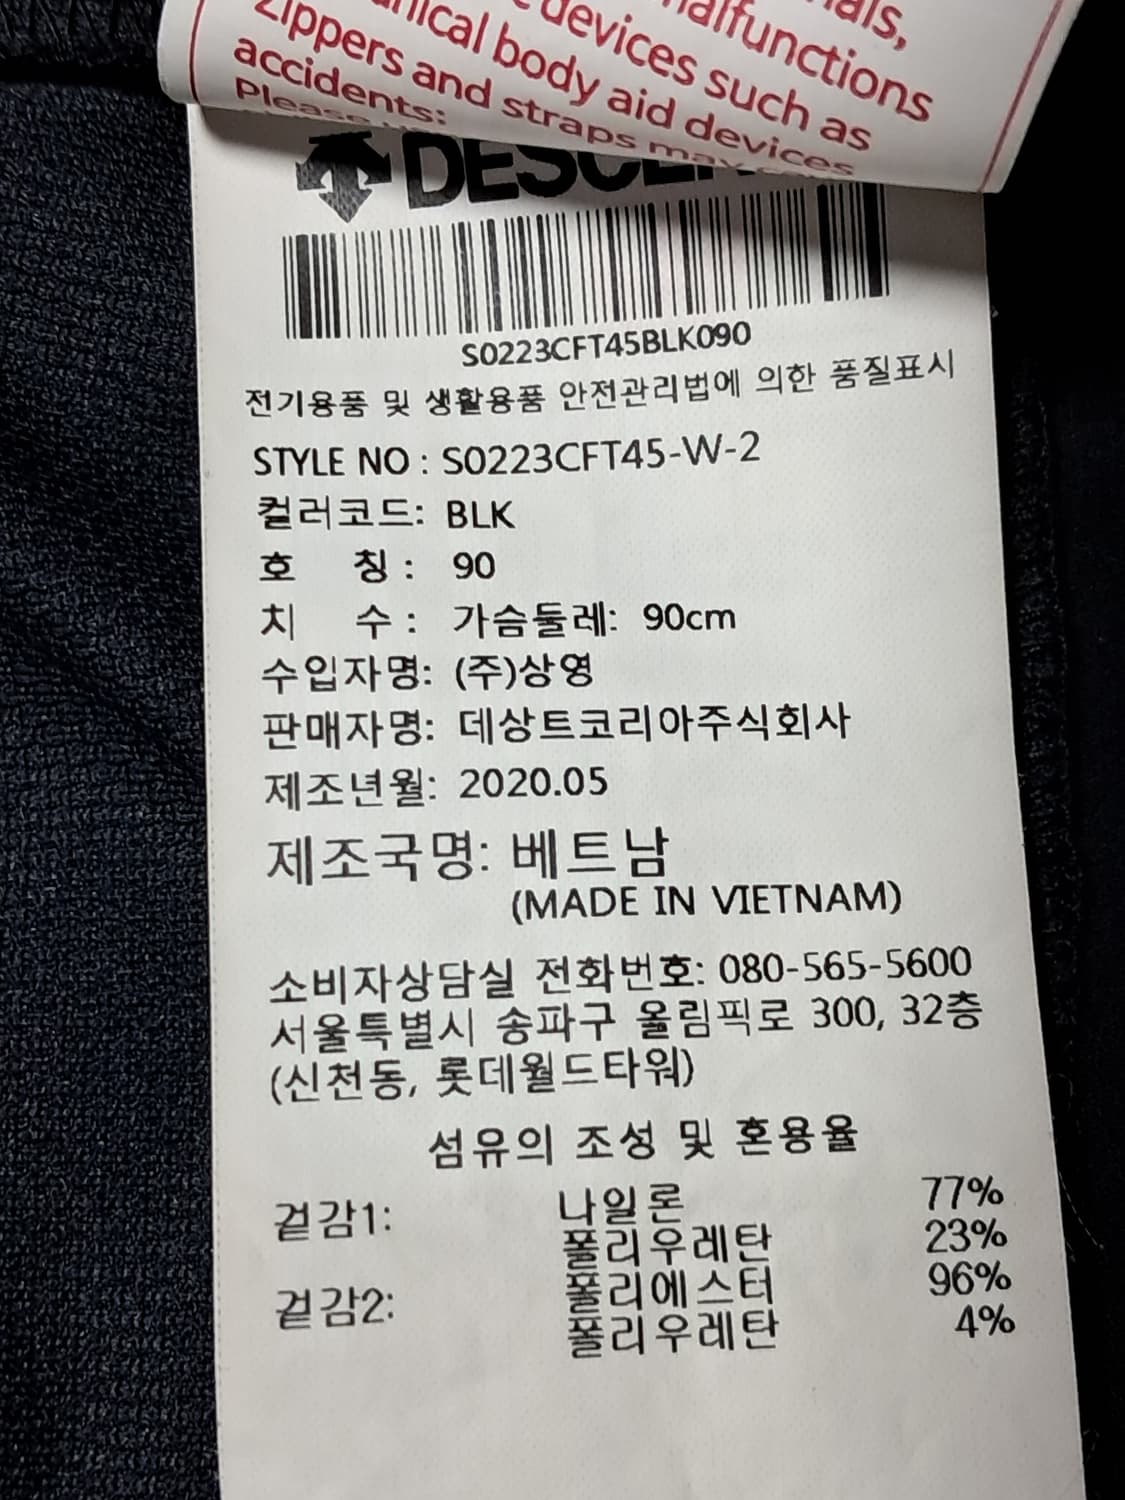 als,
malfunctions
devices such as
nical body aid devices
Zippers and straps may
accidents:
Please
S0223CFT45BLK090
전기용품 및 생활용품 안전관리법에 의한 품질표시
STYLE NO : S0223CFT45-W-2
컬러코드: BLK
호 칭 : 90
치 수 : 가슴둘레: 90cm
수입자명: (주)상영
판매자명: 데상트코리아주식회사
제조년월: 2020.05
제조국명: 베트남
(MADE IN VIETNAM)
소비자상담실 전화번호: 080-565-5600
서울특별시 송파구 올림픽로 300, 32층
(신천동, 롯데월드타워)
섬유의 조성 및 혼용율
겉감1: 나일론 77%
폴리우레탄 23%
겉감2: 폴리에스터 96%
폴리우레탄 4%